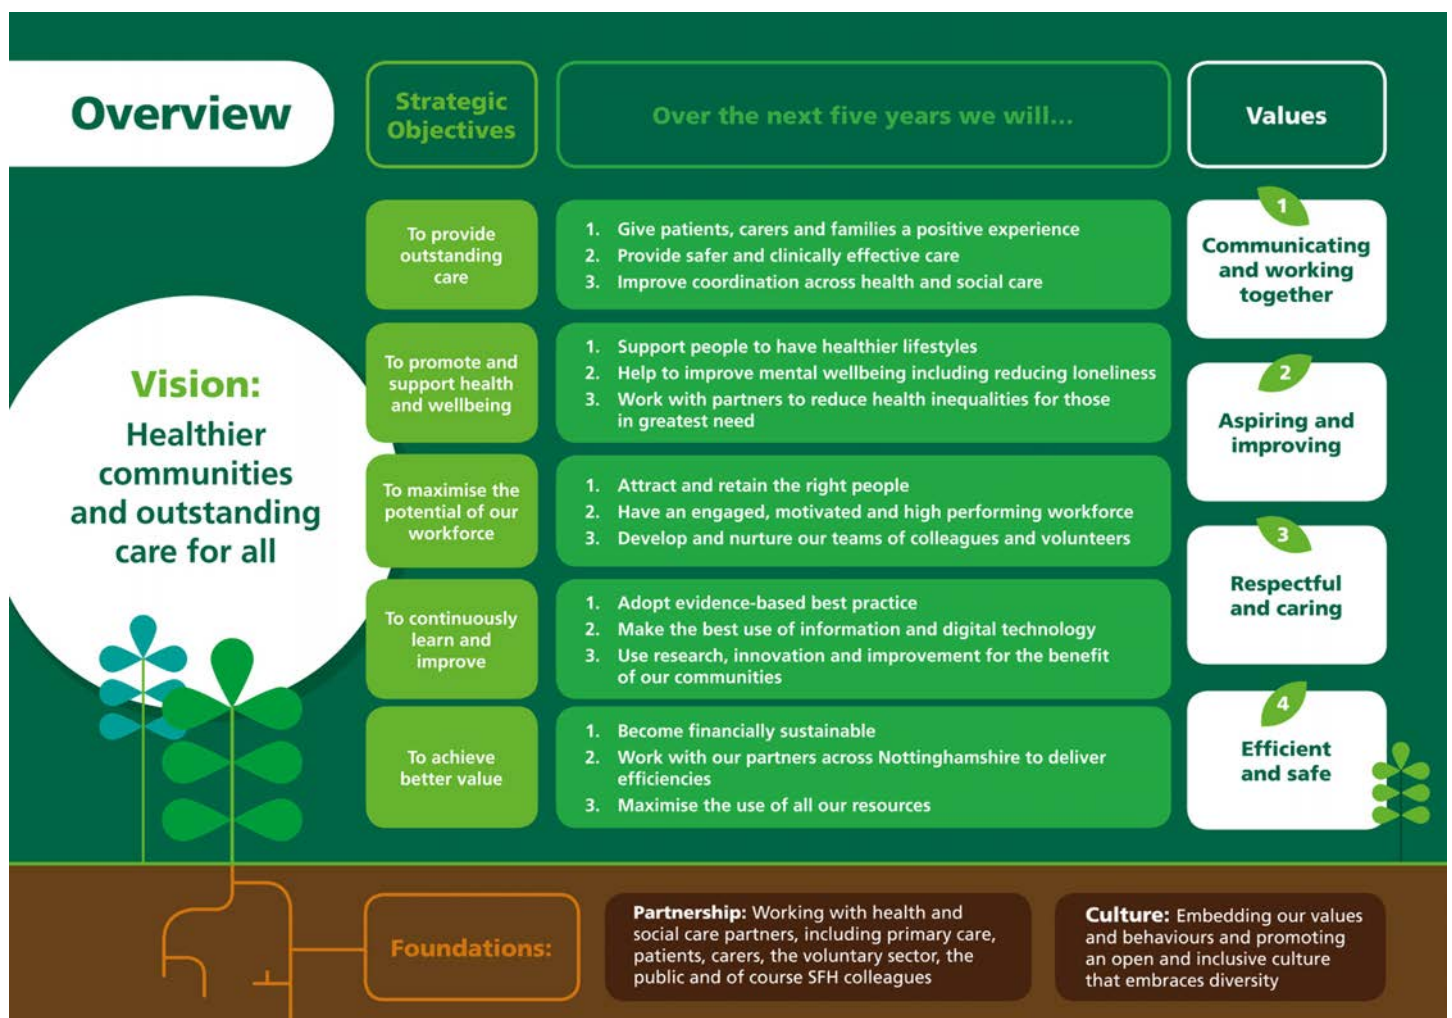 Overview
Strategic
Objectives
Over the next five years we will...
Values
Vision:
Healthier
communities
and outstanding
care for all
To provide
outstanding
care
1. Give patients, carers and families a positive experience
2. Provide safer and clinically effective care
3. Improve coordination across health and social care
To promote and
support health
and wellbeing
1. Support people to have healthier lifestyles
2. Help to improve mental wellbeing including reducing loneliness
3. Work with partners to reduce health inequalities for those
in greatest need
To maximise the
potential of our
workforce
1. Attract and retain the right people
2. Have an engaged, motivated and high performing workforce
3. Develop and nurture our teams of colleagues and volunteers
To continuously
learn and
improve
1. Adopt evidence-based best practice
2. Make the best use of information and digital technology
3. Use research, innovation and improvement for the benefit
of our communities
To achieve
better value
1. Become financially sustainable
2. Work with our partners across Nottinghamshire to deliver
efficiencies
3. Maximise the use of all our resources
1
Communicating
and working
together
2
Aspiring and
improving
3
Respectful
and caring
4
Efficient
and safe
Foundations:
Partnership: Working with health and
social care partners, including primary care,
patients, carers, the voluntary sector, the
public and of course SFH colleagues
Culture: Embedding our values
and behaviours and promoting
an open and inclusive culture
that embraces diversity